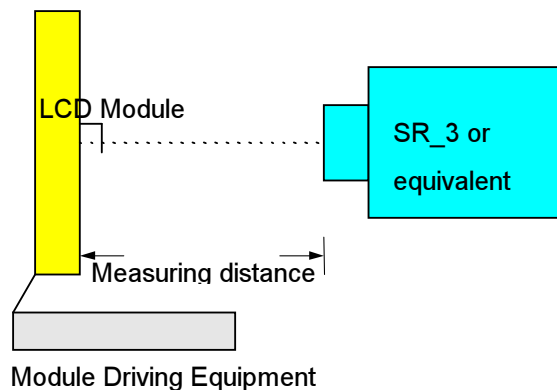 LCD Module
SR_3 or
equivalent
Measuring distance
Module Driving Equipment